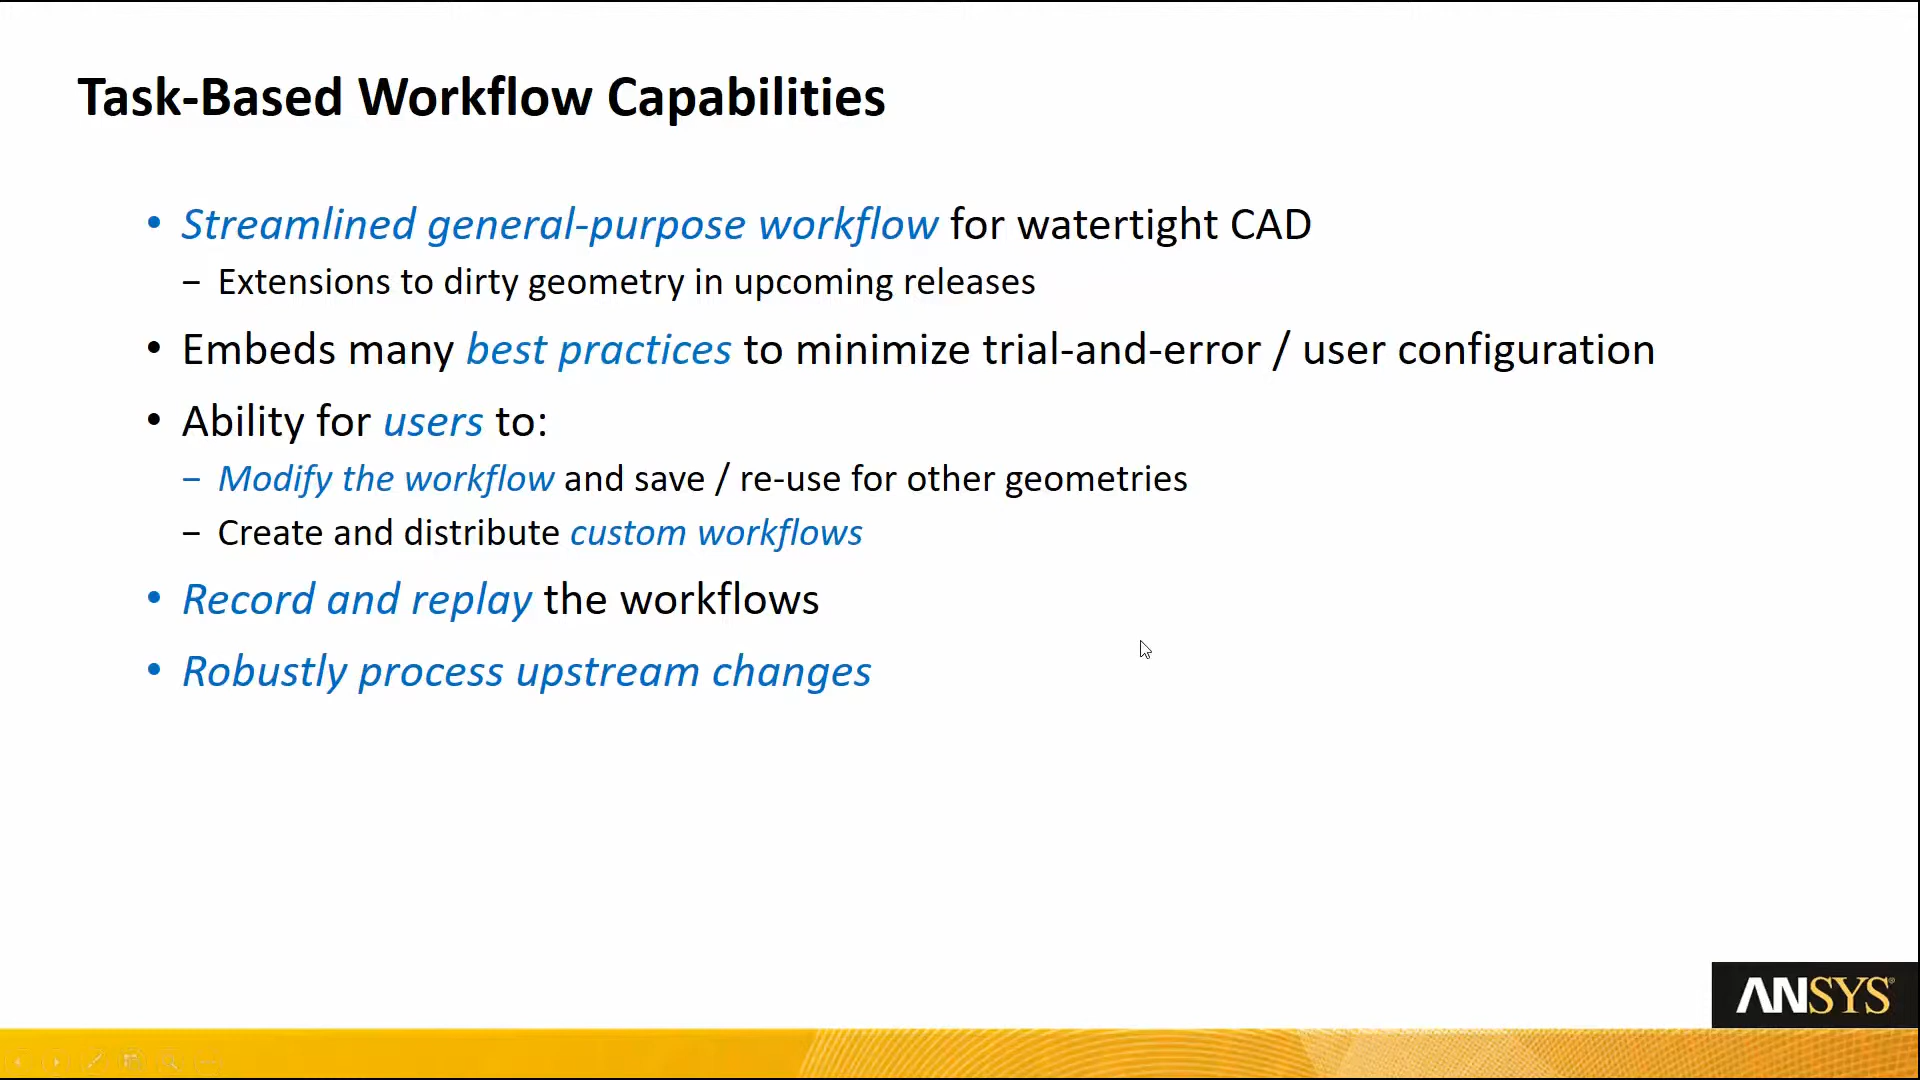 Task-Based Workflow Capabilities
• Streamlined general-purpose workflow for watertight CAD
– Extensions to dirty geometry in upcoming releases
• Embeds many best practices to minimize trial-and-error / user configuration
• Ability for users to:
– Modify the workflow and save / re-use for other geometries
– Create and distribute custom workflows
• Record and replay the workflows
• Robustly process upstream changes
ANSYS®